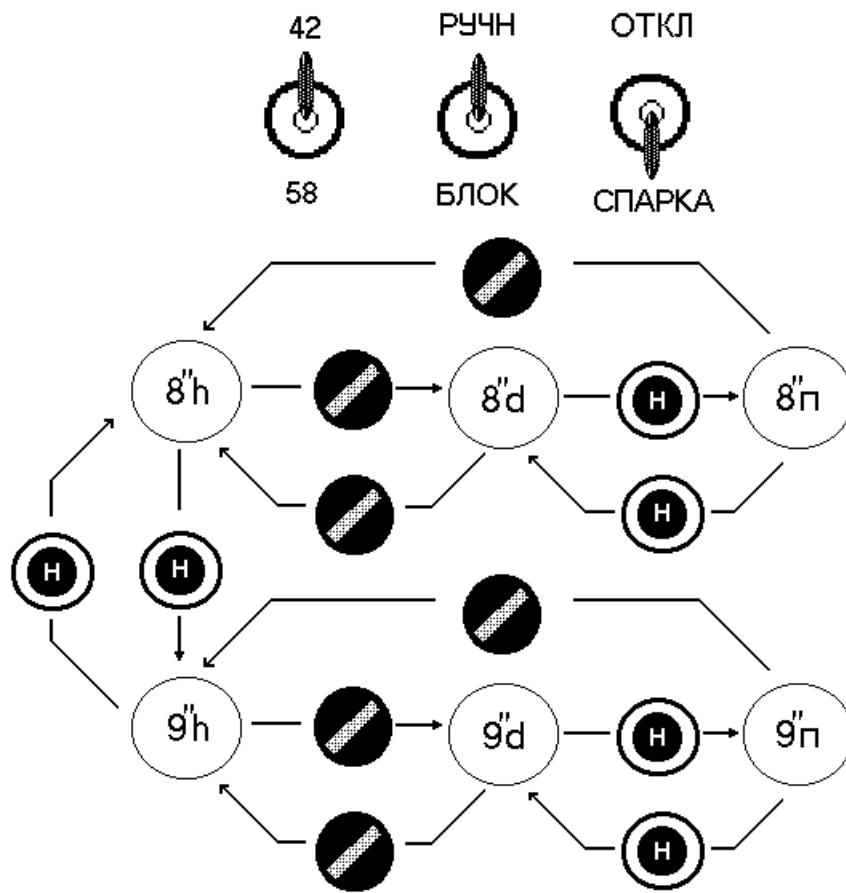 42 РУЧН ОТКЛ
58 БЛОК СПАРКА
8"h Н 8"d Н 8"п
Н
Н Н
9"h 9"d Н 9"п
Н